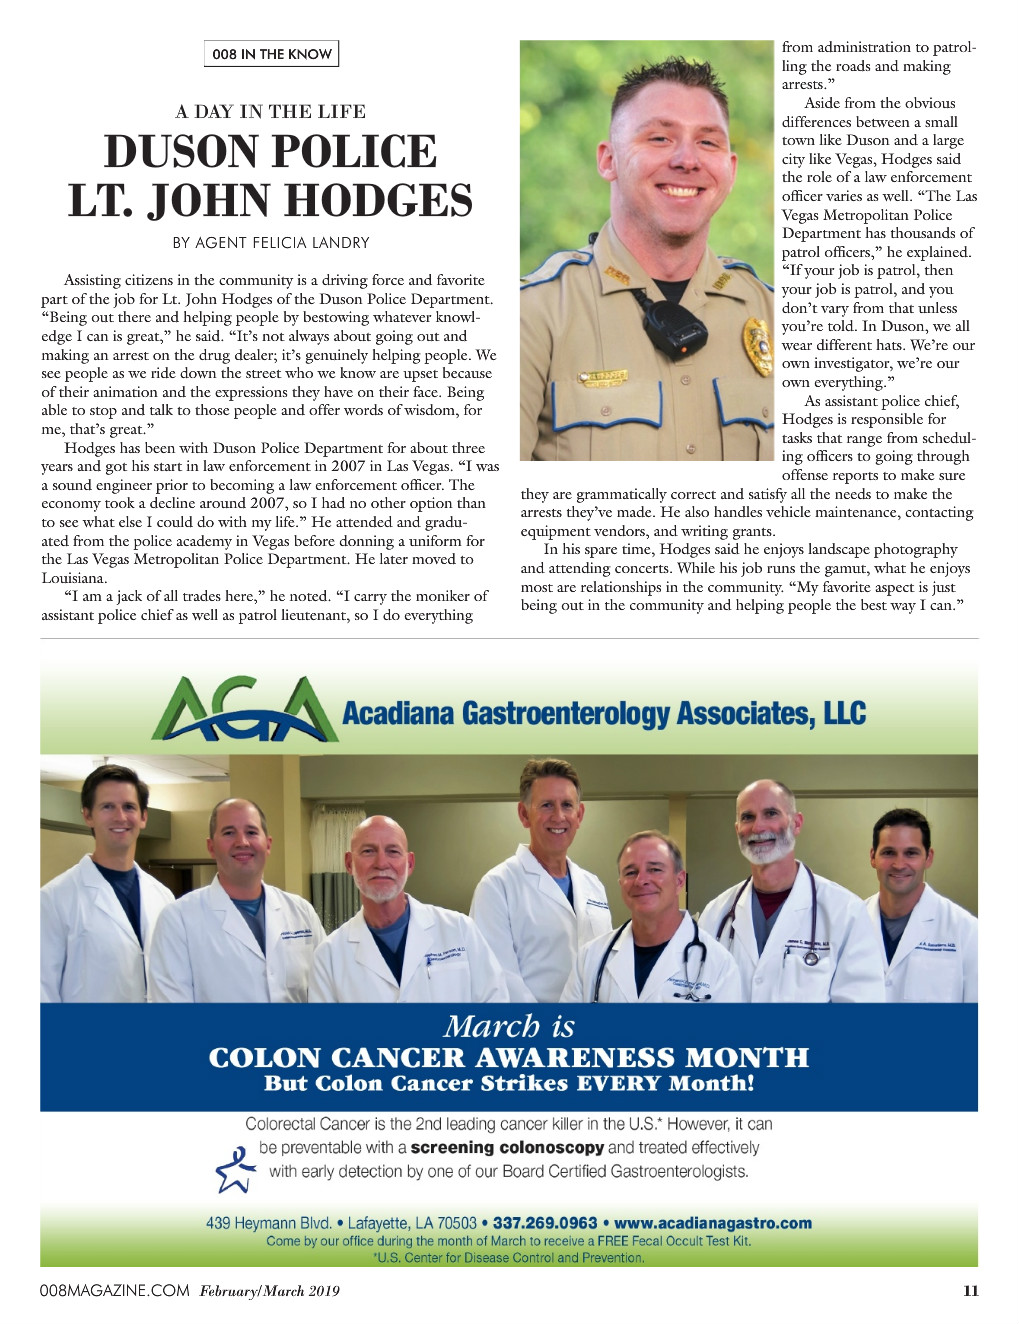 008 IN THE KNOW
A DAY IN THE LIFE
DUSON POLICE
LT. JOHN HODGES
BY AGENT FELICIA LANDRY
Assisting citizens in the community is a driving force and favorite
part of the job for Lt. John Hodges of the Duson Police Department.
“Being out there and helping people by bestowing whatever knowl-
edge I can is great,” he said. “It’s not always about going out and
making an arrest on the drug dealer; it’s genuinely helping people. We
see people as we ride down the street who we know are upset because
of their animation and the expressions they have on their face. Being
able to stop and talk to those people and offer words of wisdom, for
me, that’s great.”
Hodges has been with Duson Police Department for about three
years and got his start in law enforcement in 2007 in Las Vegas. “I was
a sound engineer prior to becoming a law enforcement officer. The
economy took a decline around 2007, so I had no other option than
to see what else I could do with my life.” He attended and gradu-
ated from the police academy in Vegas before donning a uniform for
the Las Vegas Metropolitan Police Department. He later moved to
Louisiana.
“I am a jack of all trades here,” he noted. “I carry the moniker of
assistant police chief as well as patrol lieutenant, so I do everything
from administration to patrol-
ling the roads and making
arrests.”
Aside from the obvious
differences between a small
town like Duson and a large
city like Vegas, Hodges said
the role of a law enforcement
officer varies as well. “The Las
Vegas Metropolitan Police
Department has thousands of
patrol officers,” he explained.
“If your job is patrol, then
your job is patrol, and you
don’t vary from that unless
you’re told. In Duson, we all
wear different hats. We’re our
own investigator, we’re our
own everything.”
As assistant police chief,
Hodges is responsible for
tasks that range from schedul-
ing officers to going through
offense reports to make sure
they are grammatically correct and satisfy all the needs to make the
arrests they’ve made. He also handles vehicle maintenance, contacting
equipment vendors, and writing grants.
In his spare time, Hodges said he enjoys landscape photography
and attending concerts. While his job runs the gamut, what he enjoys
most are relationships in the community. “My favorite aspect is just
being out in the community and helping people the best way I can.”
AGA Acadiana Gastroenterology Associates, LLC
March is
COLON CANCER AWARENESS MONTH
But Colon Cancer Strikes EVERY Month!
Colorectal Cancer is the 2nd leading cancer killer in the U.S.* However, it can
be preventable with a screening colonoscopy and treated effectively
with early detection by one of our Board Certified Gastroenterologists.
439 Heymann Blvd. • Lafayette, LA 70503 • 337.269.0963 • www.acadianagastro.com
Come by our office during the month of March to receive a FREE Fecal Occult Test Kit.
*U.S. Center for Disease Control and Prevention.
008MAGAZINE.COM February/March 2019
11